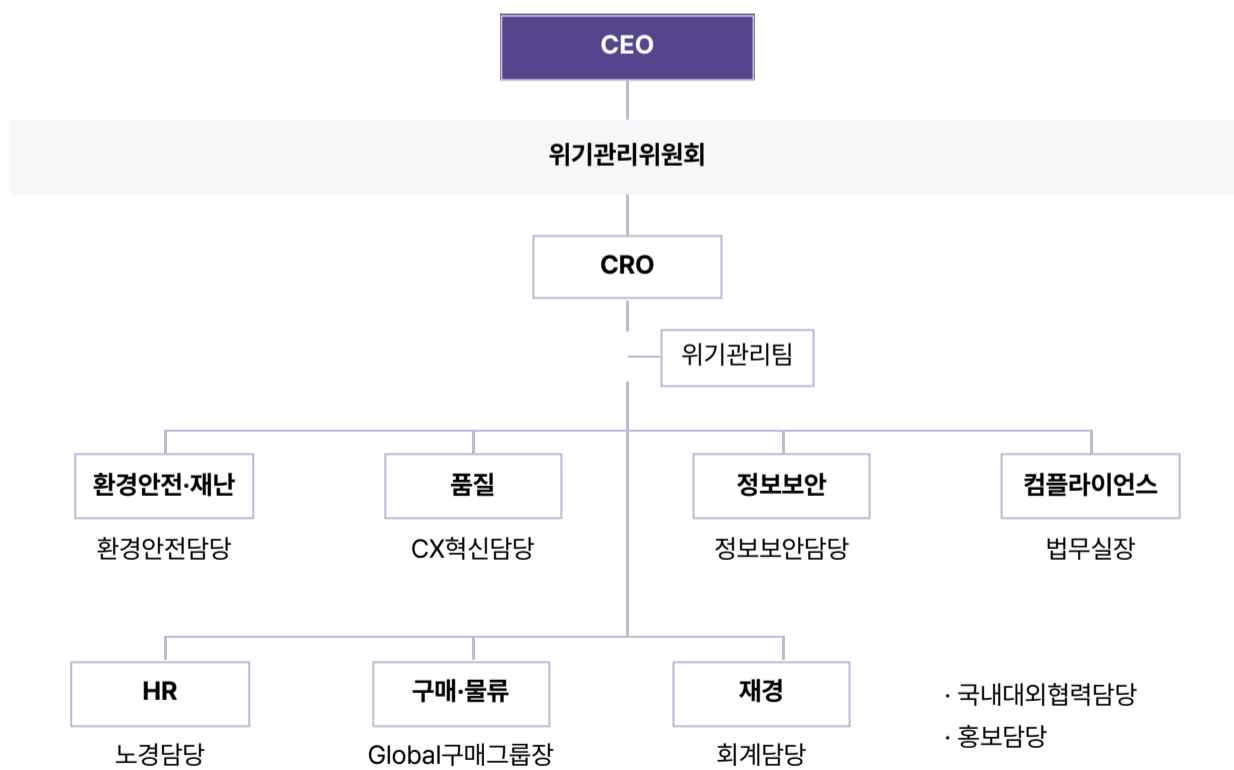 CEO
위기관리위원회
CRO
위기관리팀
환경안전·재난
품질
정보보안
컴플라이언스
환경안전담당
CX혁신담당
정보보안담당
법무실장
HR
구매·물류
재경
· 국내대외협력담당
· 홍보담당
노경담당
Global구매그룹장
회계담당